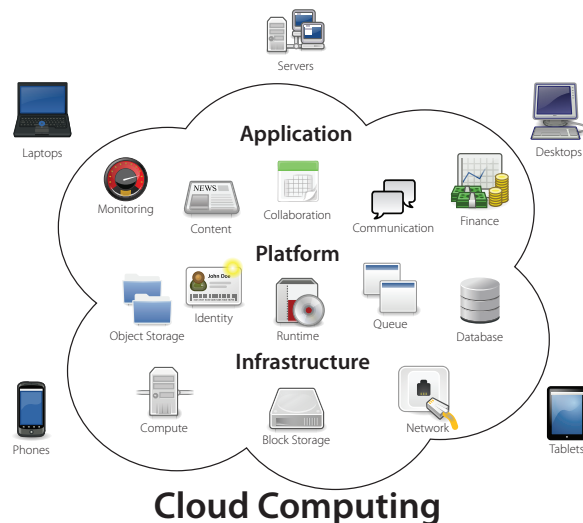 Servers
Laptops
Desktops
Application
Monitoring
NEWS
Content
Collaboration
Communication
Finance
Platform
John Doe
Object Storage
Identity
Runtime
Queue
Database
Infrastructure
Compute
Block Storage
Network
Phones
Tablets
Cloud Computing